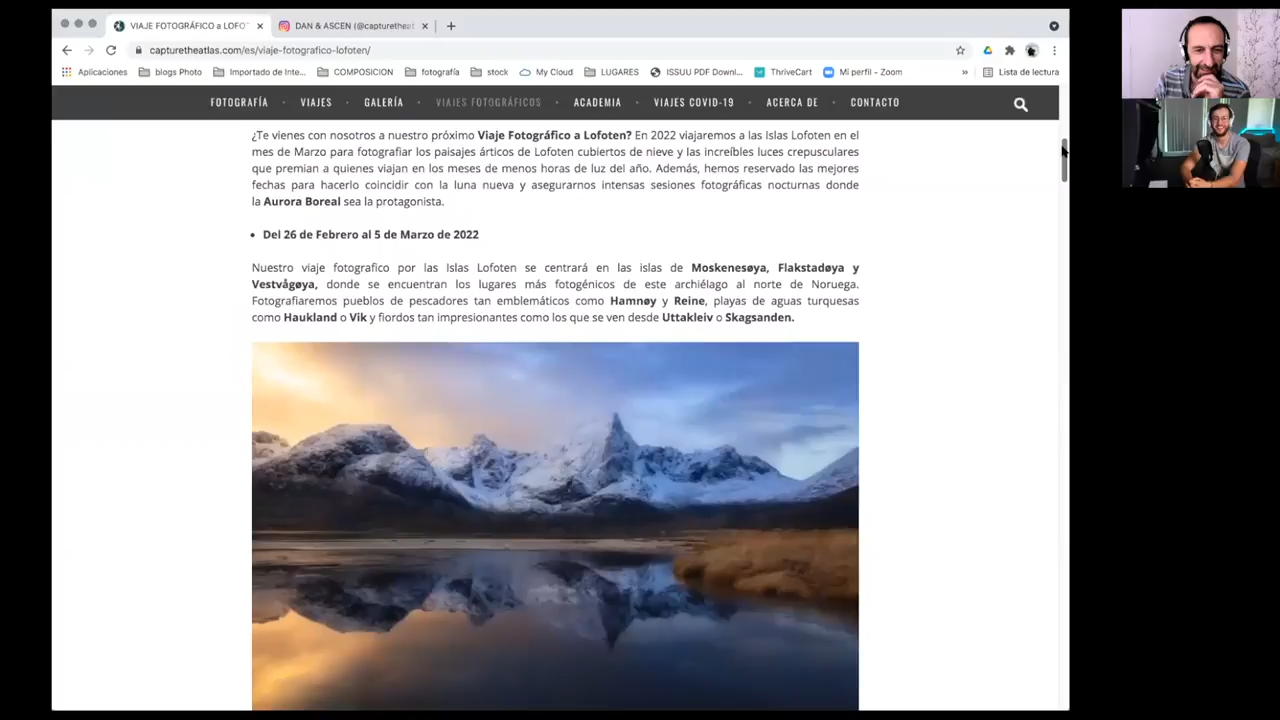 VIAJE FOTOGRÁFICO a LOFO
DAN & ASCEN (@capturetheat
capturetheatlas.com/es/viaje-fotografico-lofoten/
Aplicaciones blogs Photo Importado de Inte... COMPOSICION fotografía stock My Cloud LUGARES ISSUU PDF Downl... ThriveCart Mi perfil - Zoom » Lista de lectura
FOTOGRAFÍA VIAJES GALERÍA VIAJES FOTOGRÁFICOS ACADEMIA VIAJES COVID-19 ACERCA DE CONTACTO
¿Te vienes con nosotros a nuestro próximo Viaje Fotográfico a Lofoten? En 2022 viajaremos a las Islas Lofoten en el
mes de Marzo para fotografiar los paisajes árticos de Lofoten cubiertos de nieve y las increíbles luces crepusculares
que premian a quienes viajan en los meses de menos horas de luz del año. Además, hemos reservado las mejores
fechas para hacerlo coincidir con la luna nueva y asegurarnos intensas sesiones fotográficas nocturnas donde
la Aurora Boreal sea la protagonista.
• Del 26 de Febrero al 5 de Marzo de 2022
Nuestro viaje fotografico por las Islas Lofoten se centrará en las islas de Moskenesøya, Flakstadøya y
Vestvågøya, donde se encuentran los lugares más fotogénicos de este archiélago al norte de Noruega.
Fotografiaremos pueblos de pescadores tan emblemáticos como Hamnøy y Reine, playas de aguas turquesas
como Haukland o Vik y fiordos tan impresionantes como los que se ven desde Uttakleiv o Skagsanden.